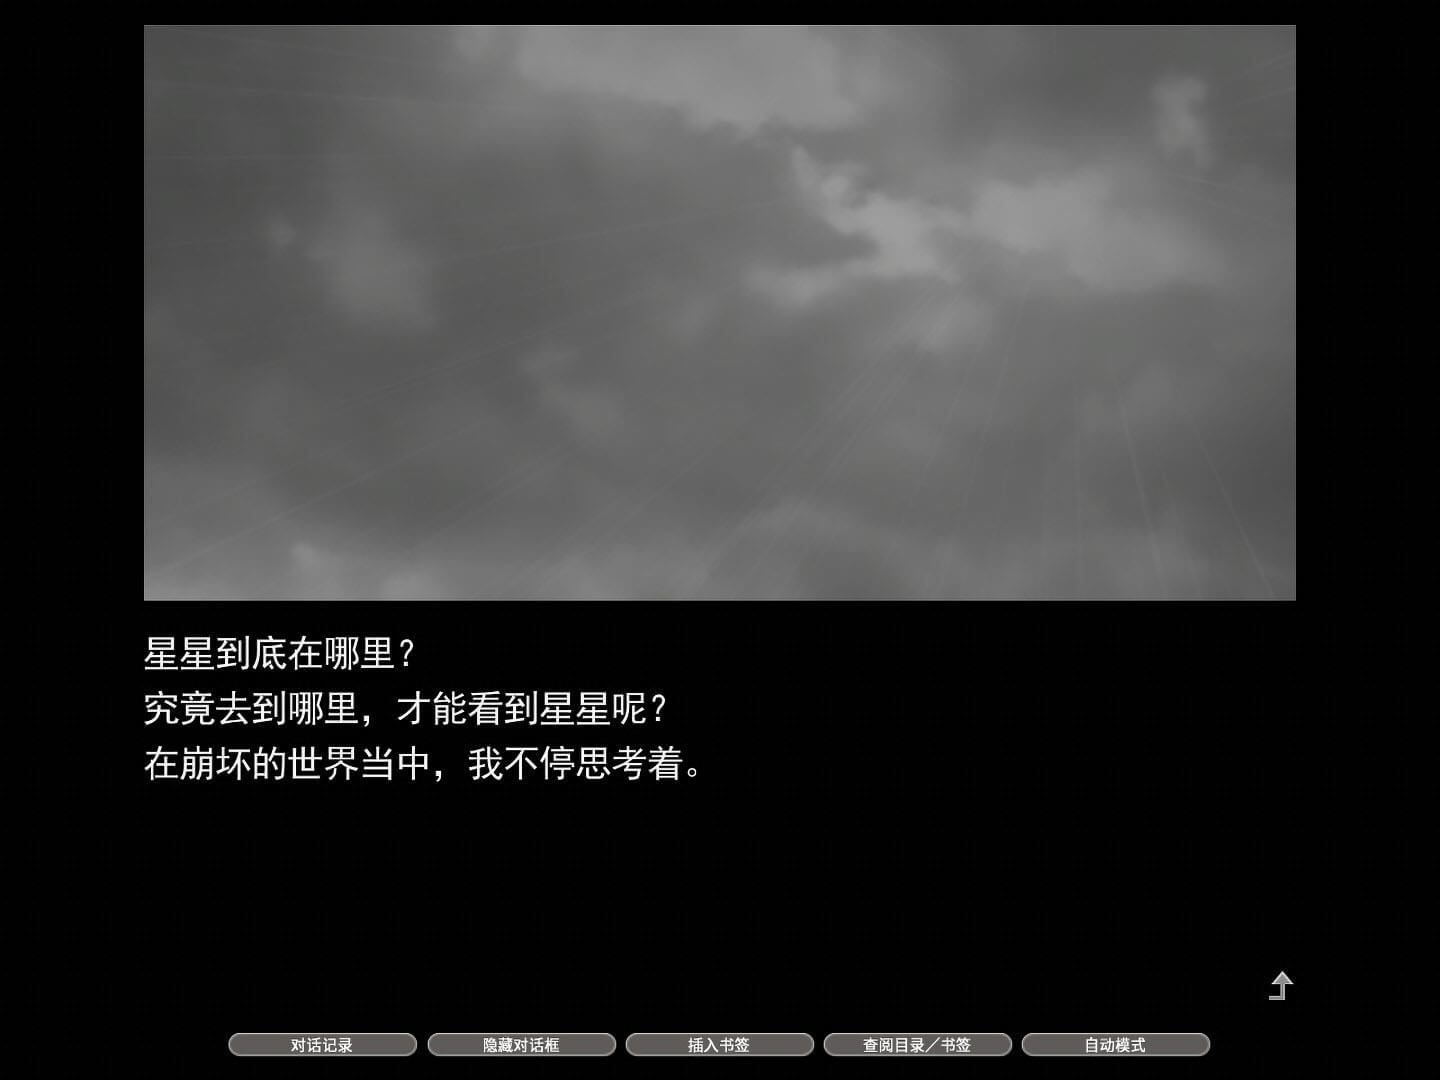 星星到底在哪里？
究竟去到哪里，才能看到星星呢？
在崩坏的世界当中，我不停思考着。
对话记录
隐藏对话框
插入书签
查阅目录／书签
自动模式